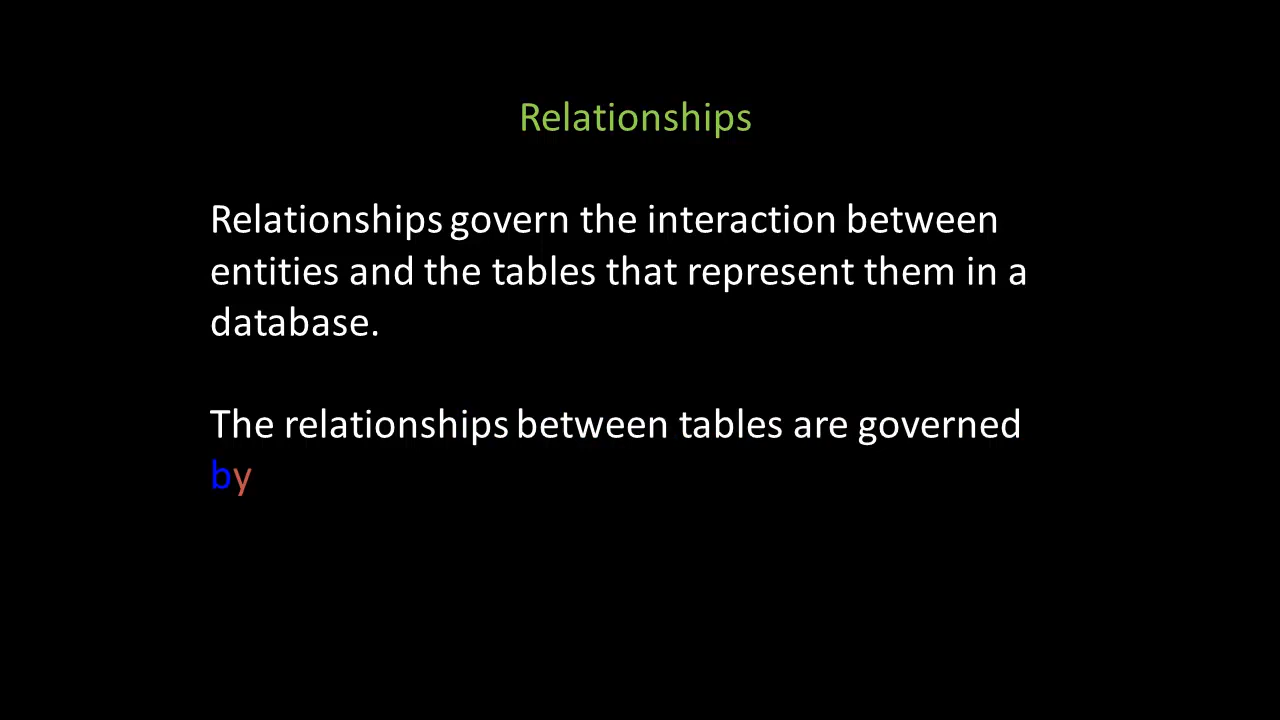 Relationships
Relationships govern the interaction between
entities and the tables that represent them in a
database.
The relationships between tables are governed
by